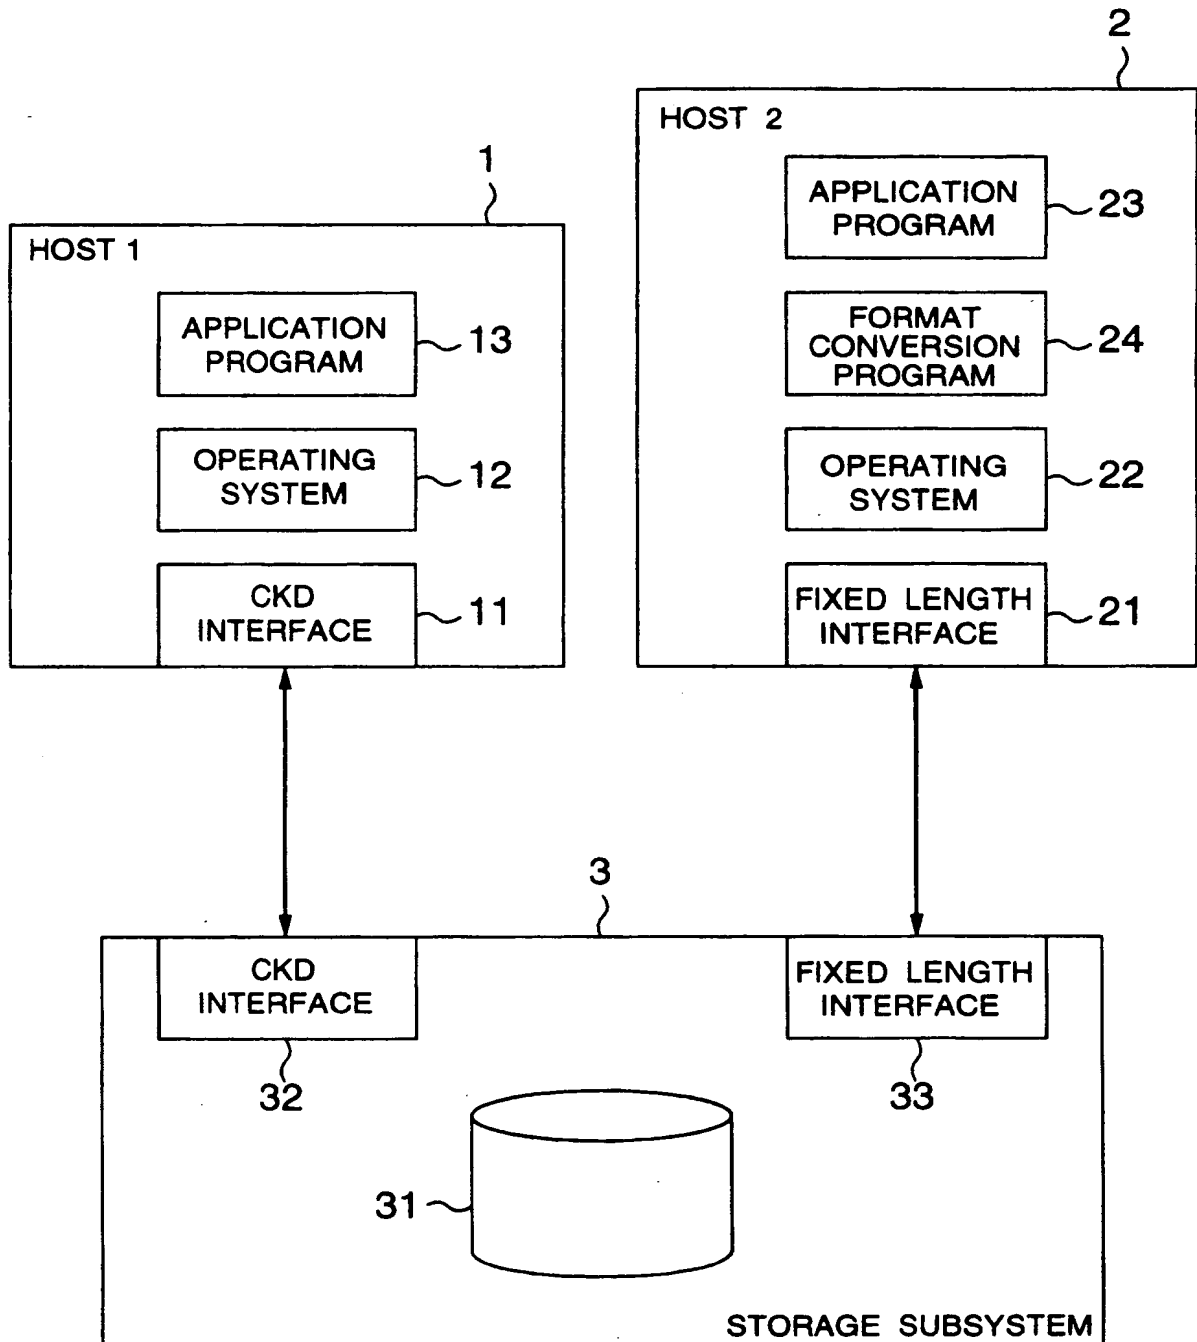 2
HOST 2
1
APPLICATION
PROGRAM
23
HOST 1
APPLICATION
PROGRAM
13
FORMAT
CONVERSION
PROGRAM
24
OPERATING
SYSTEM
12
OPERATING
SYSTEM
22
CKD
INTERFACE
11
FIXED LENGTH
INTERFACE
21
3
CKD
INTERFACE
FIXED LENGTH
INTERFACE
32
33
31
STORAGE SUBSYSTEM